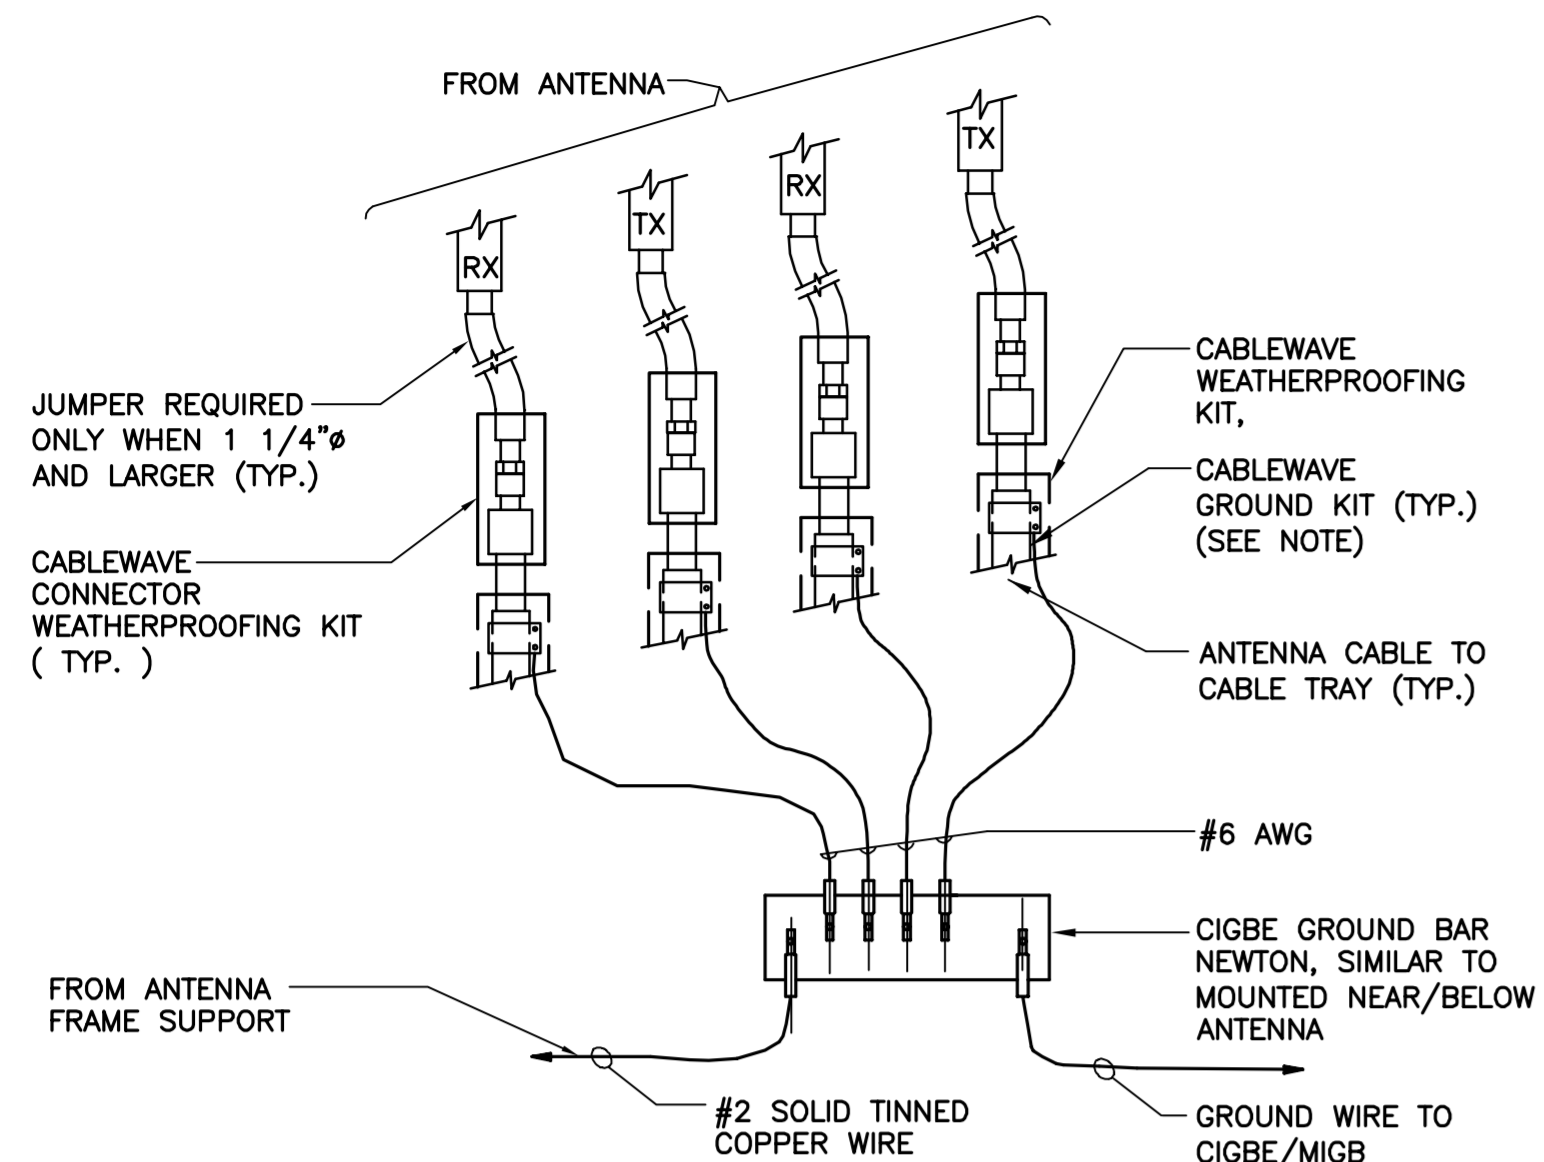 FROM ANTENNA
TX
RX
TX
RX
JUMPER REQUIRED
ONLY WHEN 1 1/4"ø
AND LARGER (TYP.)
CABLEWAVE
CONNECTOR
WEATHERPROOFING KIT
( TYP. )
CABLEWAVE
WEATHERPROOFING
KIT,
CABLEWAVE
GROUND KIT (TYP.)
(SEE NOTE)
ANTENNA CABLE TO
CABLE TRAY (TYP.)
#6 AWG
CIGBE GROUND BAR
NEWTON, SIMILAR TO
MOUNTED NEAR/BELOW
ANTENNA
FROM ANTENNA
FRAME SUPPORT
#2 SOLID TINNED
COPPER WIRE
GROUND WIRE TO
CIGBE/MIGB